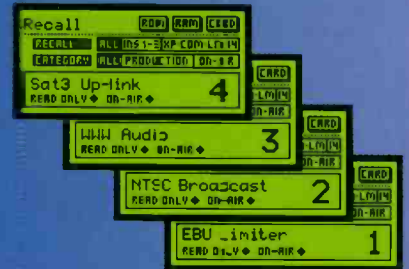 Recall ROM RAM CARD
RECALL ALL INS 1-3 XP COM LM 14
CATEGORY ALL PRODUCTION ON-AIR
Sat3 Up-link 4
READ ONLY ◆ ON-AIR ◆
CARD
-LM 14
ON-AIR
WWW Audio 3
READ ONLY ◆ ON-AIR ◆
CARD
-LM 14
ON-AIR
NTSC Broadcast 2
READ ONLY ◆ ON-AIR ◆
CARD
-LM 14
ON-AIR
EBU Limiter 1
READ ONLY ◆ ON-AIR ◆